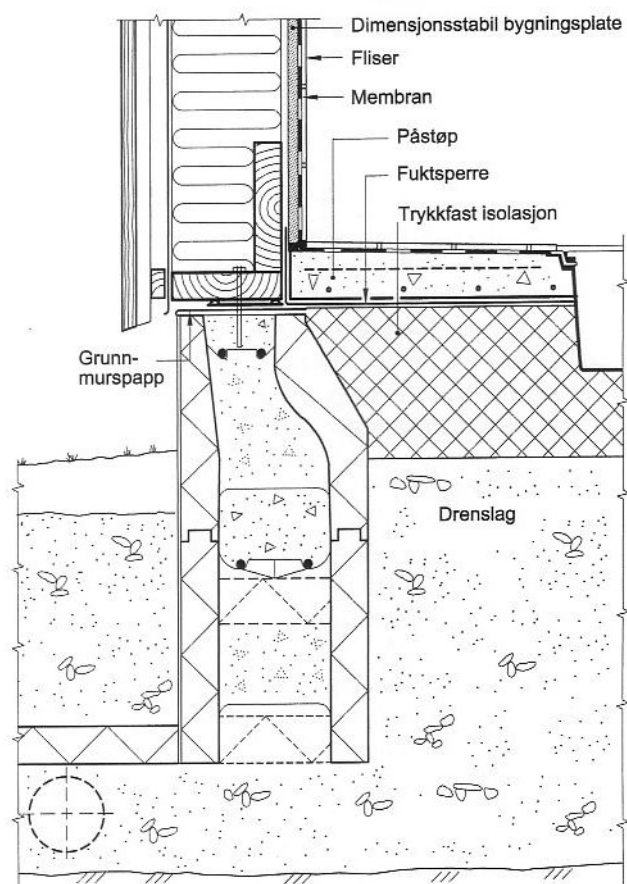 Dimensjonsstabil bygningsplate
Fliser
Membran
Påstøp
Fuktsperre
Trykkfast isolasjon
Grunn-
murspapp
Drenslag